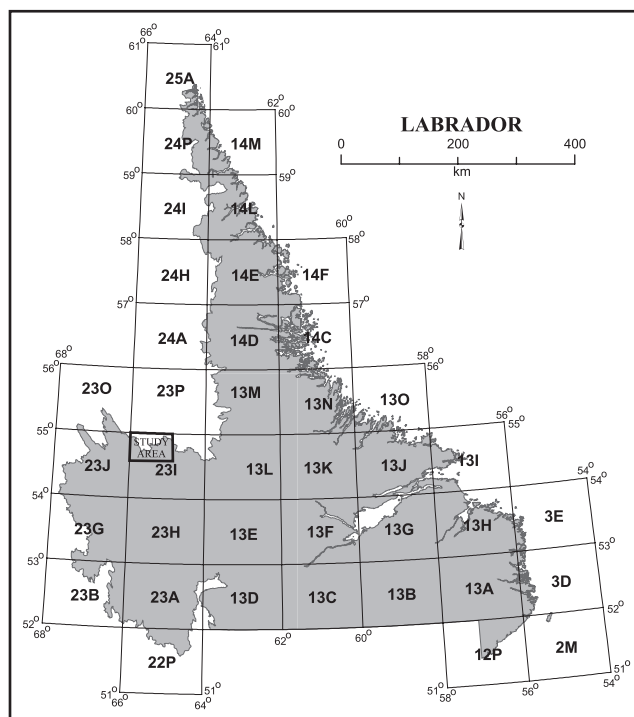 66° 64°
61° 61°
25A
62°
60° 60°
LABRADOR
0 200 400
km
24P 14M
59° 59°
N
24I 14L
60°
58° 58°
24H 14E 14F
57° 57°
24A 14D 14C
68°
56° 56° 58°
23O 23P 13M 13N 13O
56°
55° 55°
STUDY
AREA
23J 23I 13L 13K 13J 13I
54° 54° 54°
23G 23H 13E 13F 13G 13H 3E
53° 53°
23B 23A 13D 13C 13B 13A 3D
52° 52°
68° 62° 60°
22P 12P 2M
51° 51° 51° 51°
66° 64° 58° 56° 54°